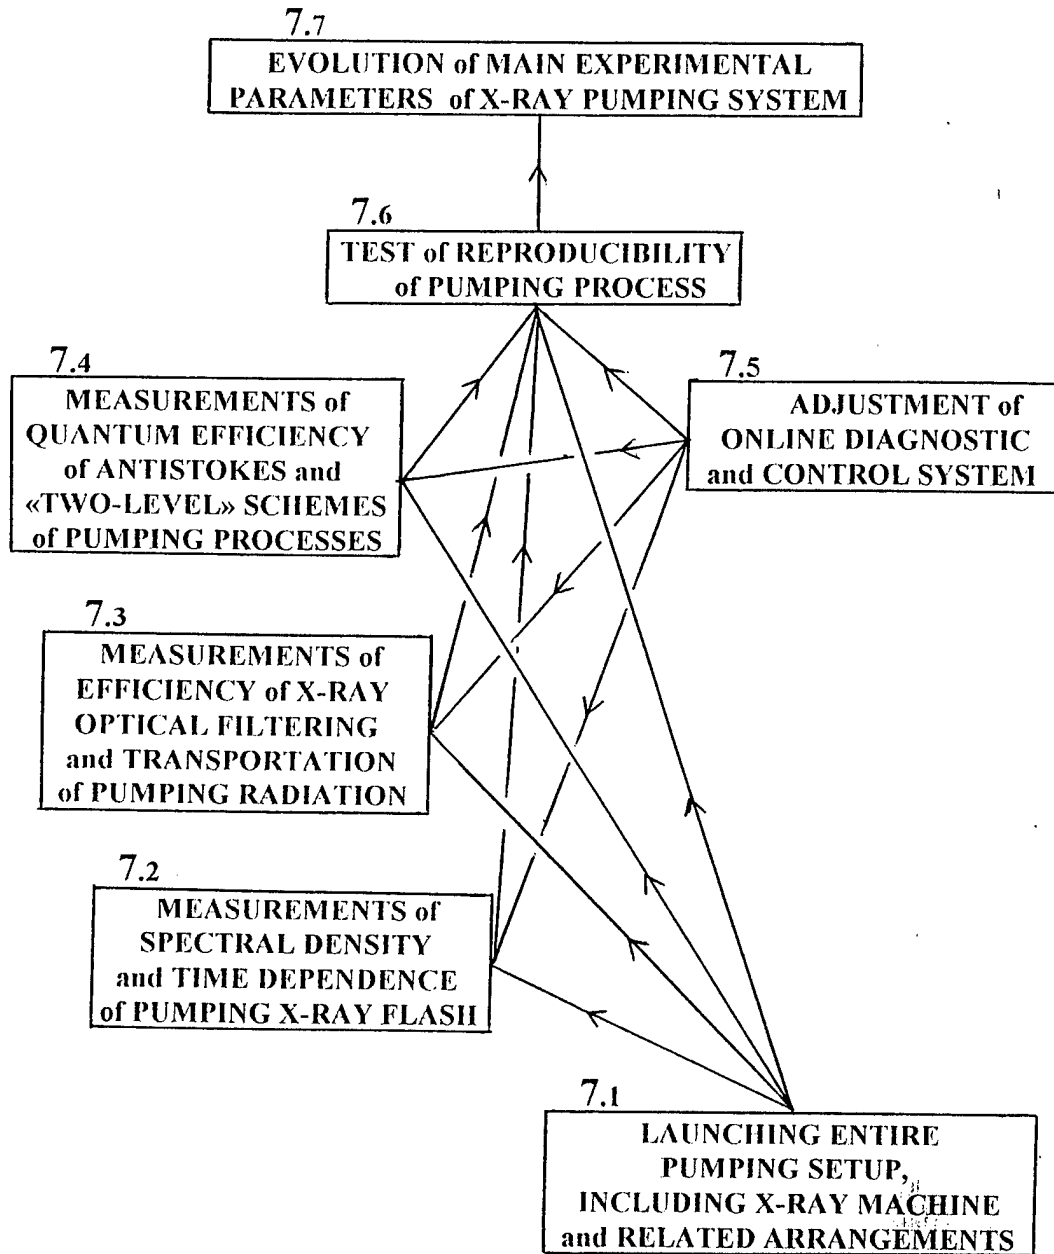 7.7
EVOLUTION of MAIN EXPERIMENTAL
PARAMETERS of X-RAY PUMPING SYSTEM
7.6
TEST of REPRODUCIBILITY
of PUMPING PROCESS
7.4
MEASUREMENTS of
QUANTUM EFFICIENCY
of ANTISTOKES and
«TWO-LEVEL» SCHEMES
of PUMPING PROCESSES
7.5
ADJUSTMENT of
ONLINE DIAGNOSTIC
and CONTROL SYSTEM
7.3
MEASUREMENTS of
EFFICIENCY of X-RAY
OPTICAL FILTERING
and TRANSPORTATION
of PUMPING RADIATION
7.2
MEASUREMENTS of
SPECTRAL DENSITY
and TIME DEPENDENCE
of PUMPING X-RAY FLASH
7.1
LAUNCHING ENTIRE
PUMPING SETUP,
INCLUDING X-RAY MACHINE
and RELATED ARRANGEMENTS